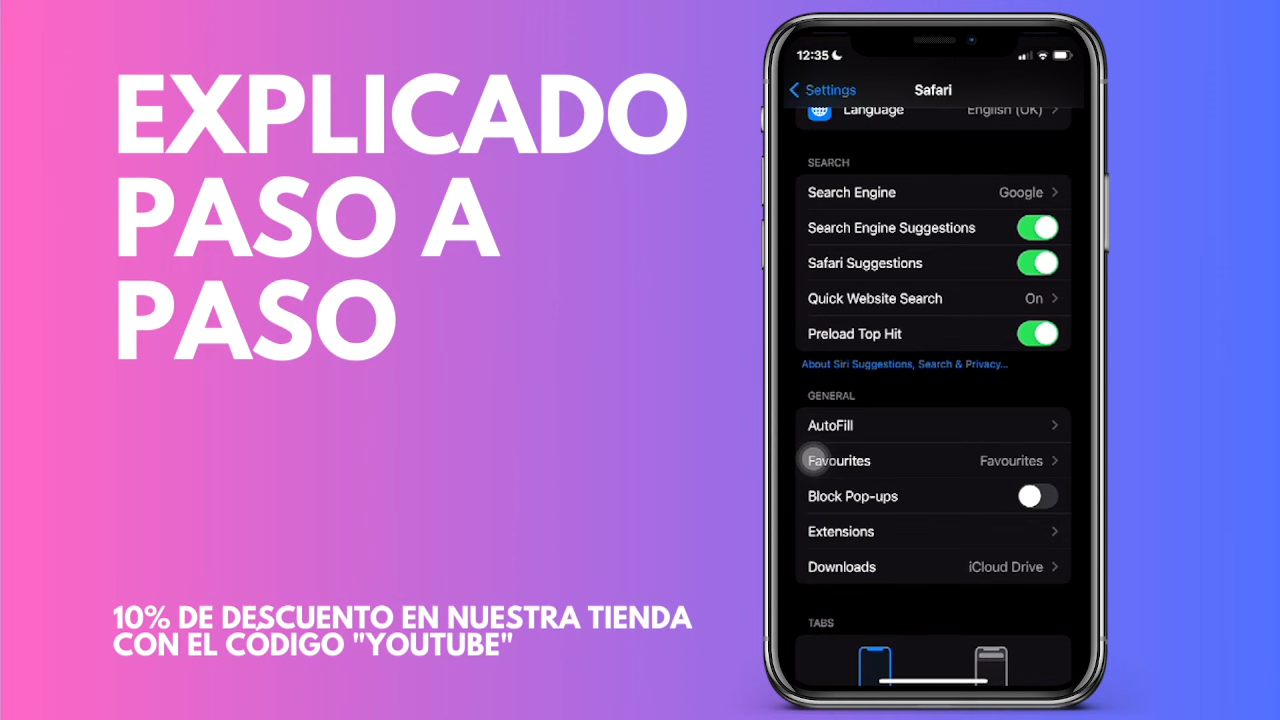 EXPLICADO
PASO A
PASO
10% DE DESCUENTO EN NUESTRA TIENDA
CON EL CÓDIGO "YOUTUBE"
12:35
Settings Safari
Language English (UK)
SEARCH
Search Engine Google
Search Engine Suggestions
Safari Suggestions
Quick Website Search On
Preload Top Hit
About Siri Suggestions, Search & Privacy...
GENERAL
AutoFill
Favourites Favourites
Block Pop-ups
Extensions
Downloads iCloud Drive
TABS